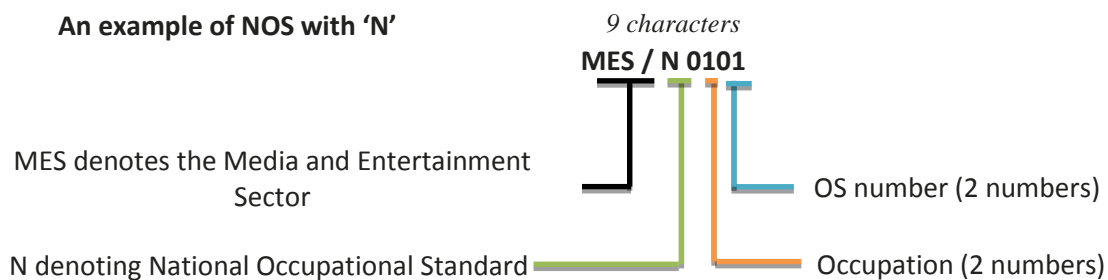 An example of NOS with ‘N’
9 characters
MES / N 0101
MES denotes the Media and Entertainment
Sector
OS number (2 numbers)
N denoting National Occupational Standard
Occupation (2 numbers)